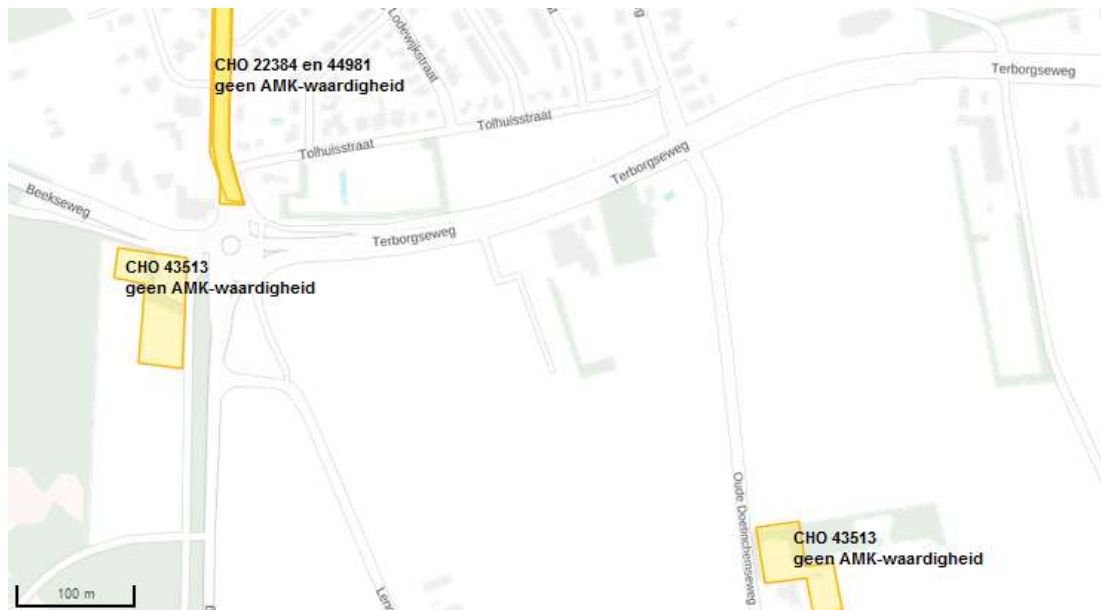 Lodewijkstraat
CHO 22384 en 44981
geen AMK-waardigheid
Terborgseweg
Tolhuisstraat
Tolhuisstraat
Terborgseweg
Beekseweg
Terborgseweg
CHO 43513
geen AMK-waardigheid
Oude Doetinchemseweg
CHO 43513
geen AMK-waardigheid
100 m